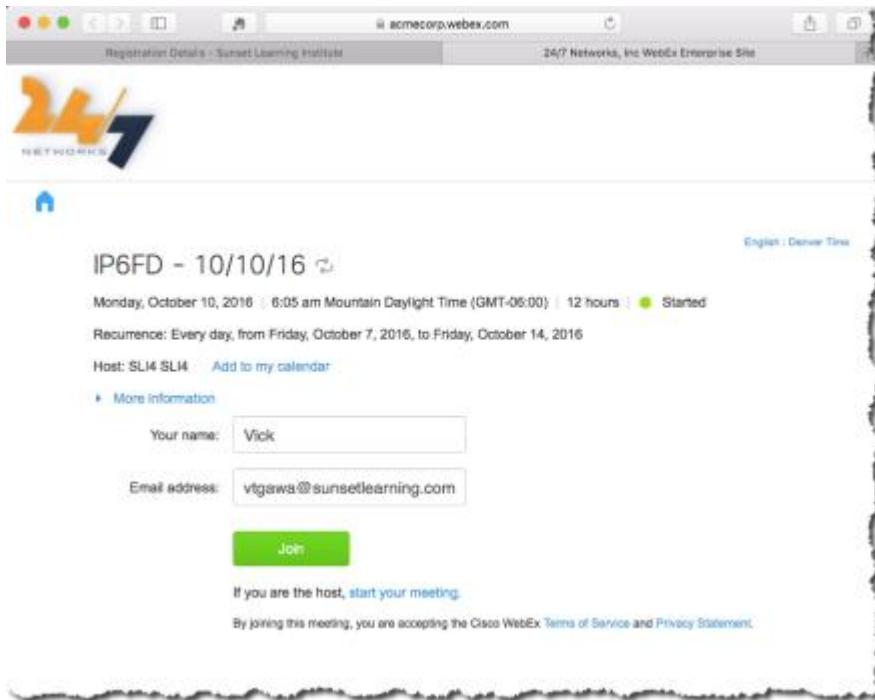 acmecorp.webex.com
Registration Details - Sunset Learning Institute
24/7 Networks, Inc WebEx Enterprise Site
24/7
NETWORKS
English : Denver Time
IP6FD - 10/10/16
Monday, October 10, 2016 | 6:05 am Mountain Daylight Time (GMT-06:00) | 12 hours | Started
Recurrence: Every day, from Friday, October 7, 2016, to Friday, October 14, 2016
Host: SLI4 SLI4 Add to my calendar
More Information
Your name: Vick
Email address: vtgawa@sunsetlearning.com
Join
If you are the host, start your meeting.
By joining this meeting, you are accepting the Cisco WebEx Terms of Service and Privacy Statement.